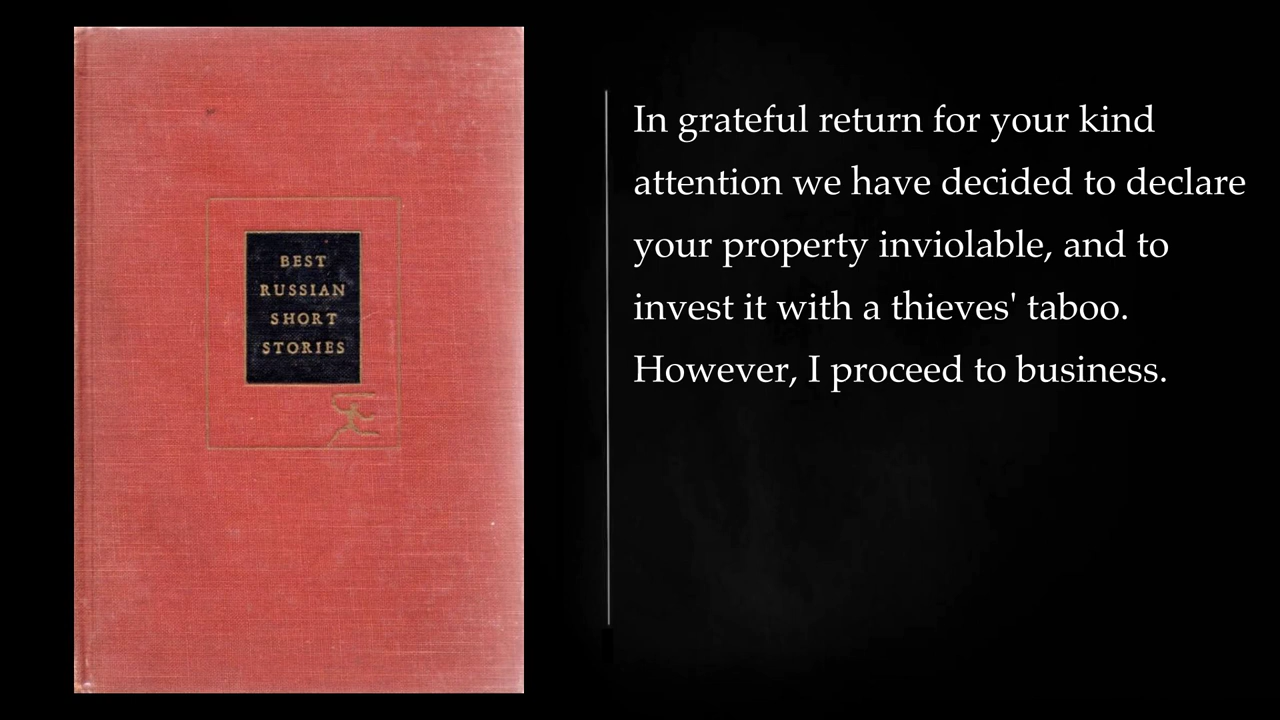 BEST
RUSSIAN
SHORT
STORIES
In grateful return for your kind
attention we have decided to declare
your property inviolable, and to
invest it with a thieves' taboo.
However, I proceed to business.